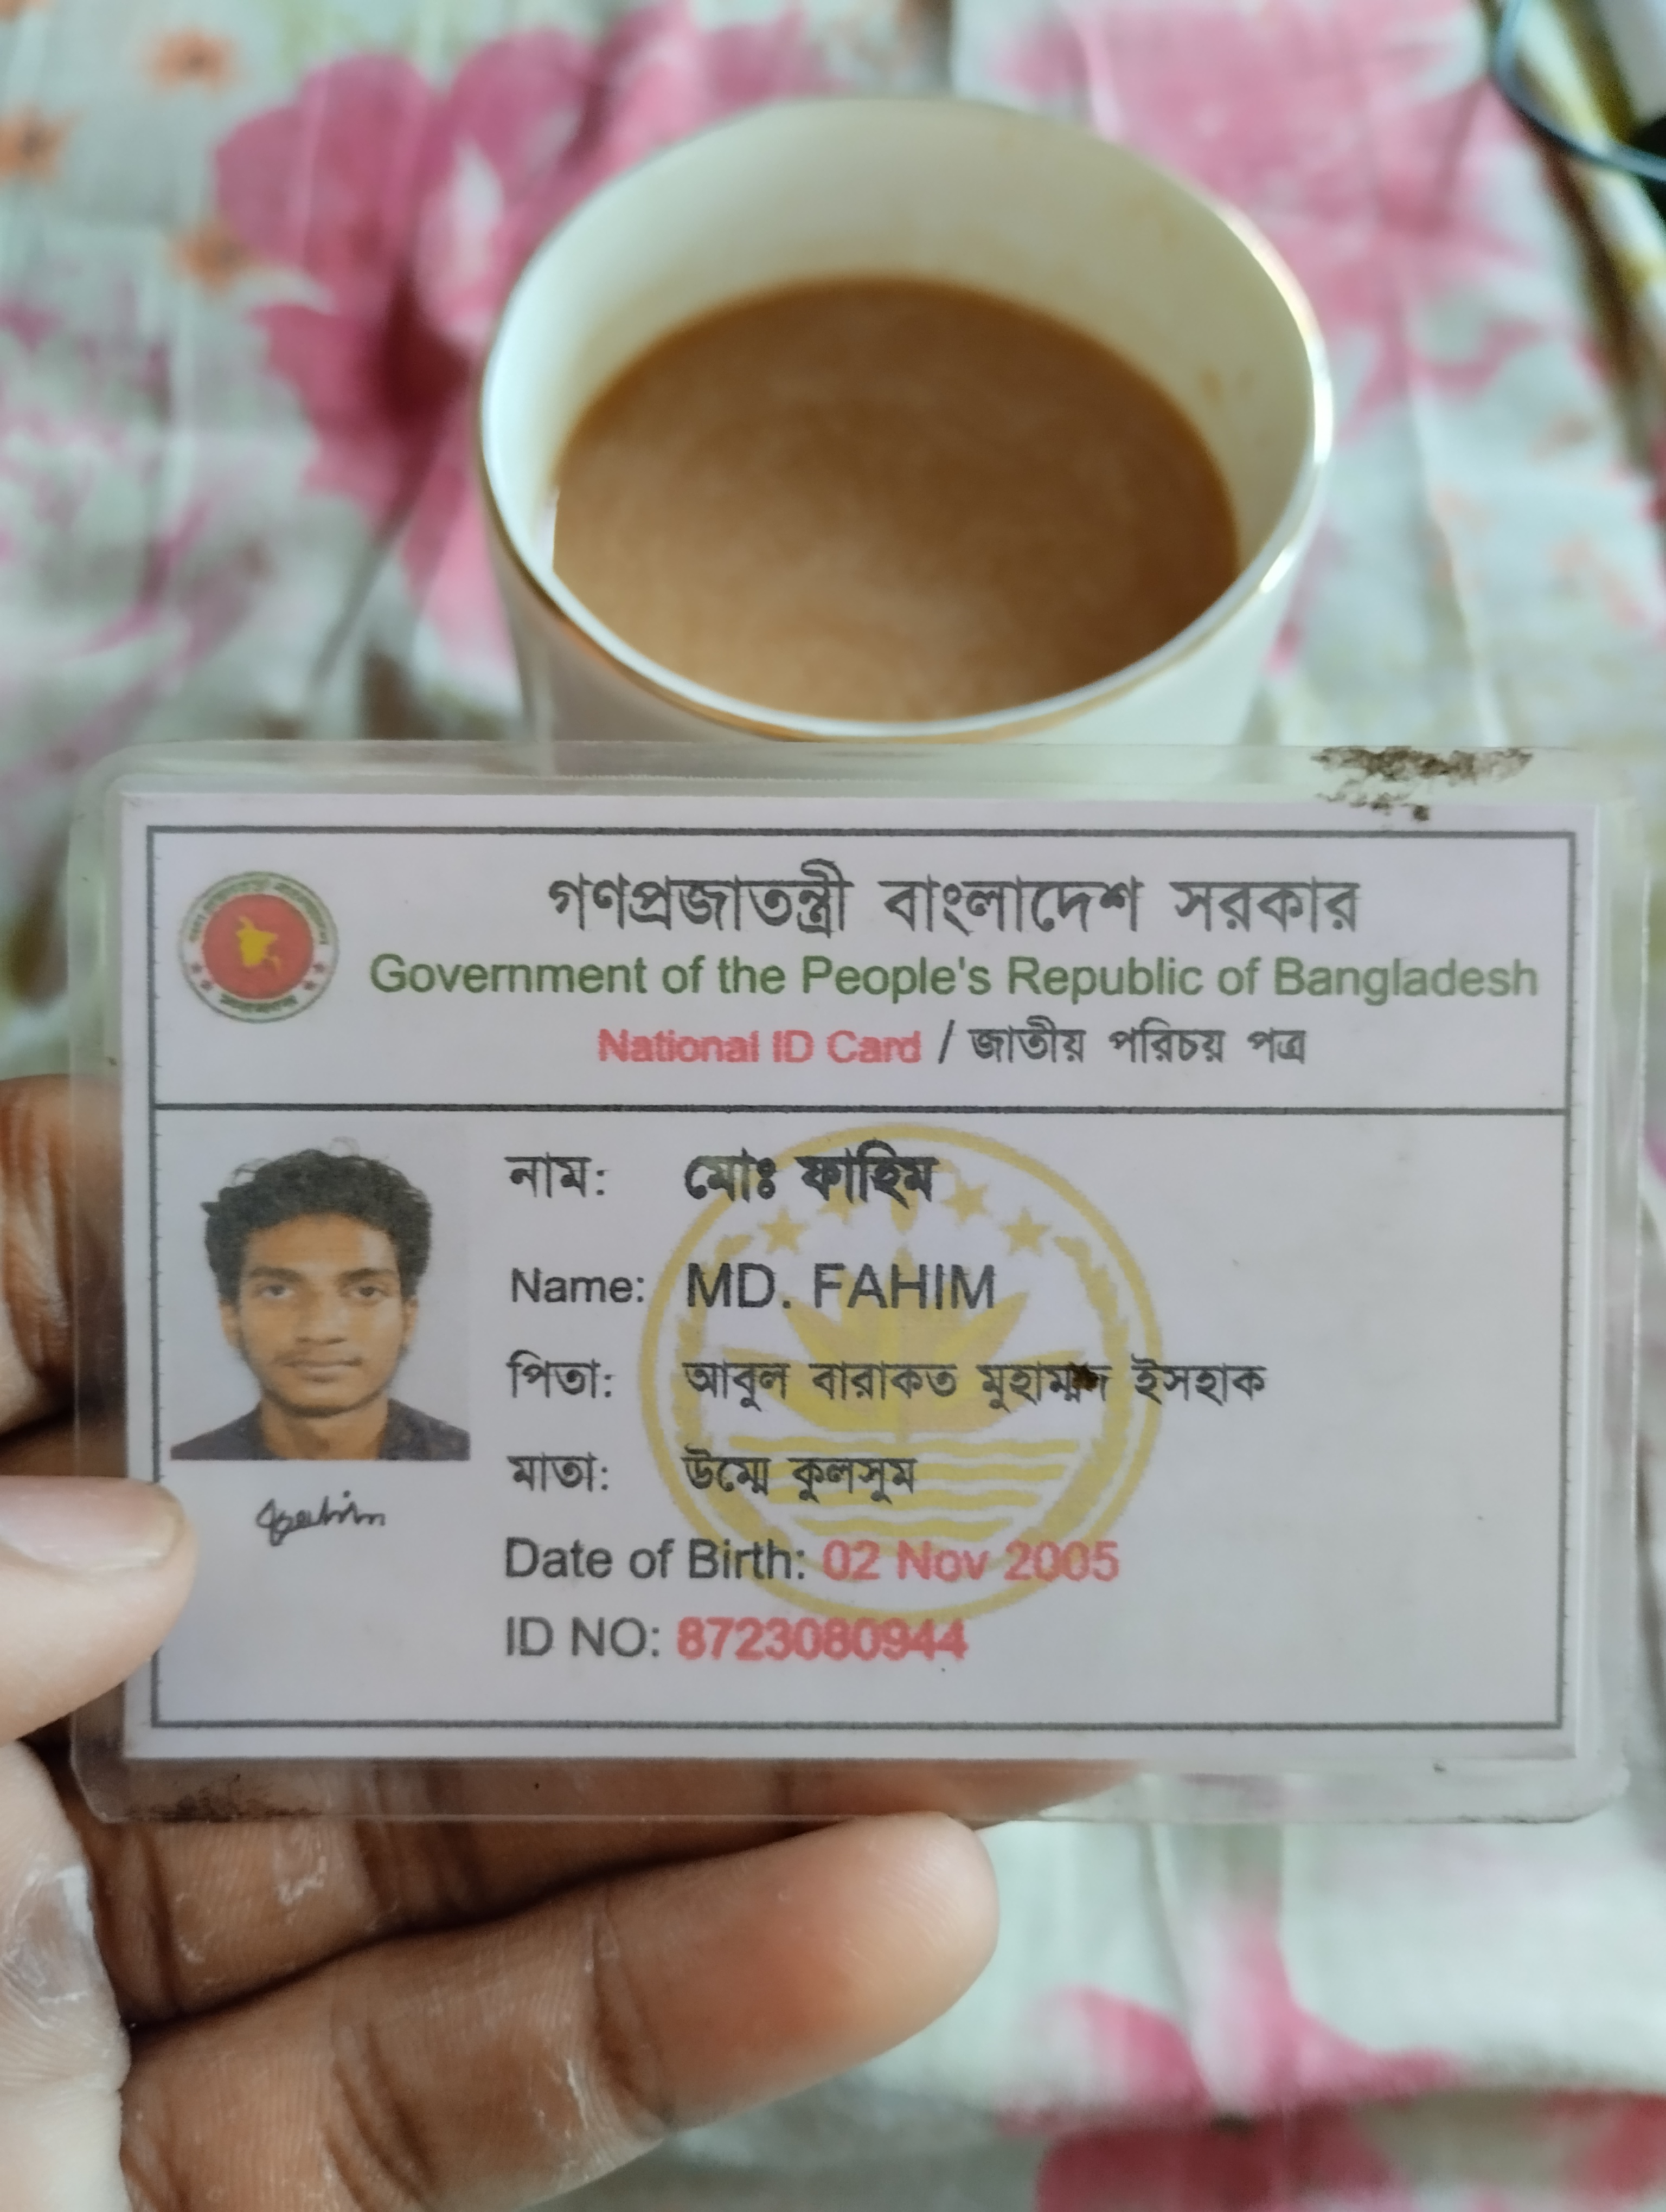 গণপ্রজাতন্ত্রী বাংলাদেশ সরকার
Government of the People's Republic of Bangladesh
National ID Card / জাতীয় পরিচয় পত্র
নাম: মোঃ ফাহিম
Name: MD. FAHIM
পিতা: আবুল বারাকত মুহাম্মদ ইসহাক
মাতা: উম্মে কুলসুম
Date of Birth: 02 Nov 2005
ID NO: 8723080944